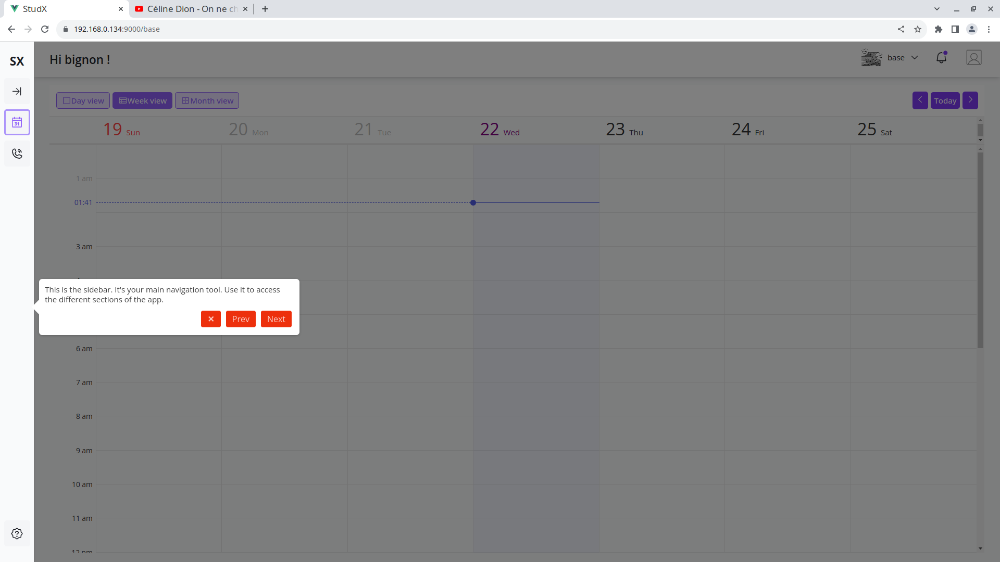 StudX
Céline Dion - On ne ch
192.168.0.134:9000/base
SX
Hi bignon !
base
Day view
Week view
Month view
Today
19 Sun
20 Mon
21 Tue
22 Wed
23 Thu
24 Fri
25 Sat
31
1 am
01:41
3 am
This is the sidebar. It's your main navigation tool. Use it to access
the different sections of the app.
Prev
Next
6 am
7 am
8 am
9 am
10 am
11 am
12 pm